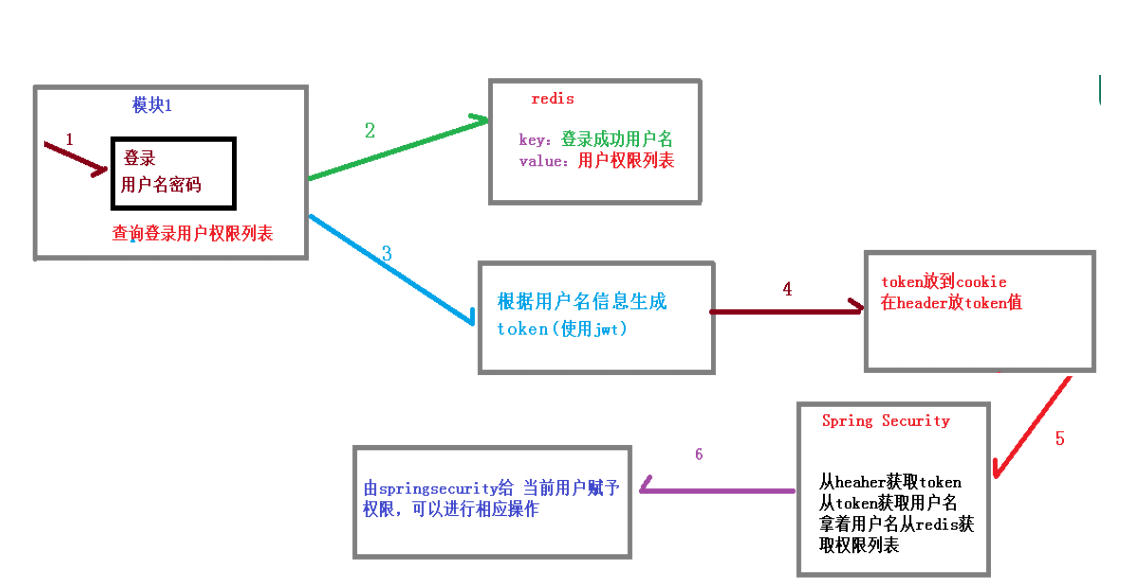 模块1
1
登录
用户名密码
查询登录用户权限列表
2
redis
key：登录成功用户名
value：用户权限列表
3
根据用户名信息生成
token(使用jwt)
4
token放到cookie
在header放token值
5
Spring Security
从heaher获取token
从token获取用户名
拿着用户名从redis获
取权限列表
6
由springsecurity给 当前用户赋予
权限，可以进行相应操作